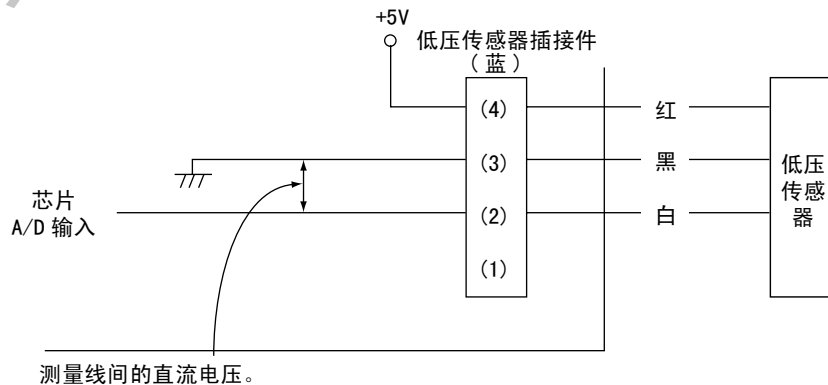 +5V
低压传感器插接件
(蓝)
(4)
红
(3)
黑
低压
传感
器
芯片
A/D 输入
(2)
白
(1)
测量线间的直流电压。